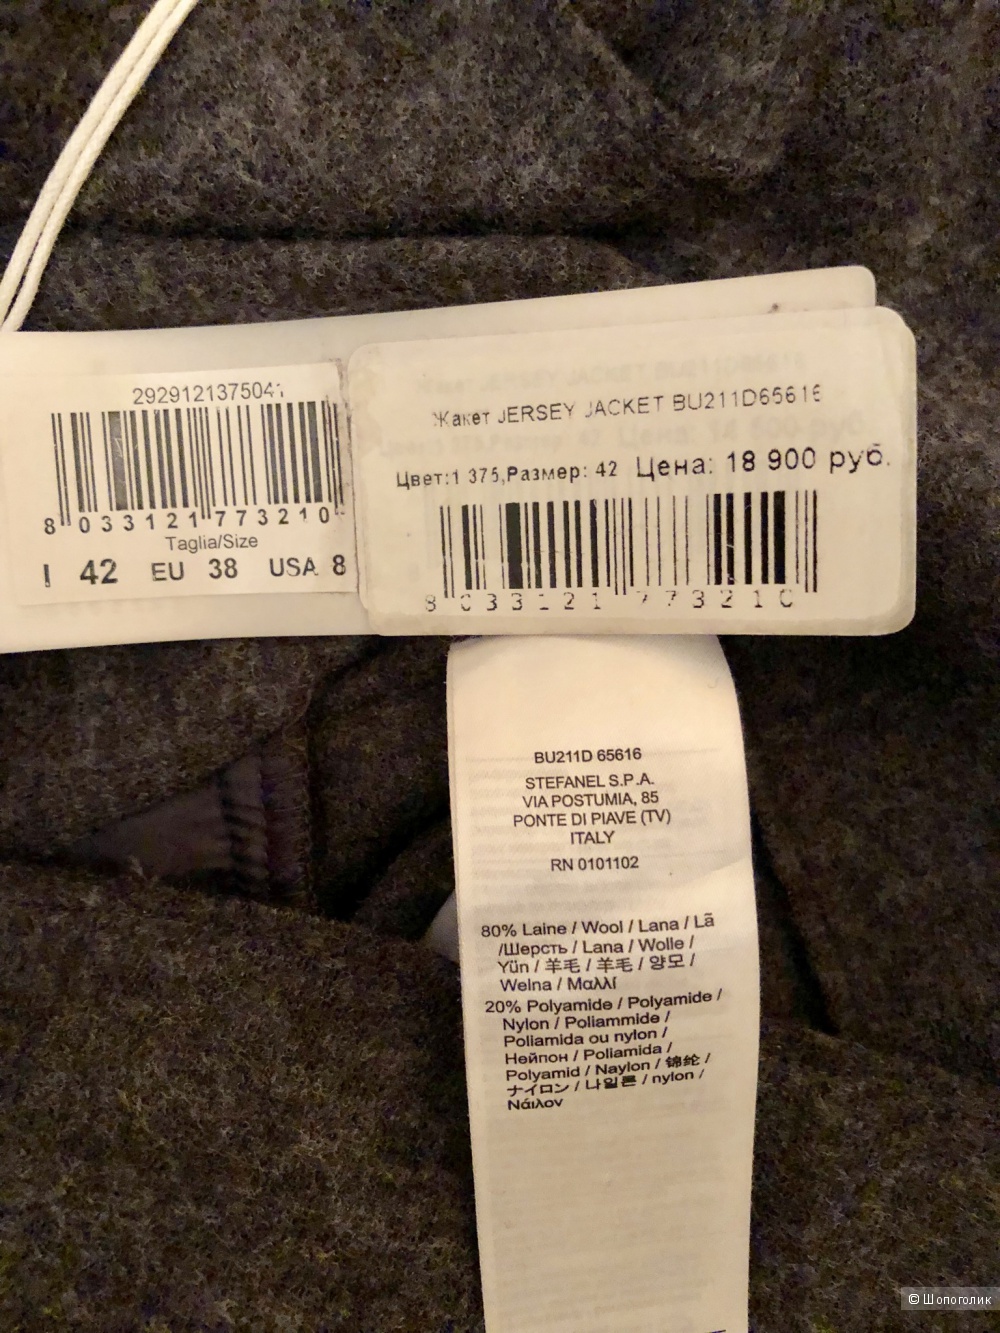 2929121375041
8 033121 773210
Taglia/Size
I 42 EU 38 USA 8
Жакет JERSEY JACKET BU211D65616
Цвет:1 375,Размер: 42 Цена: 18 900 руб.
8 033121 773210
BU211D 65616
STEFANEL S.P.A.
VIA POSTUMIA, 85
PONTE DI PIAVE (TV)
ITALY
RN 0101102
80% Laine / Wool / Lana / Lã
/Шерсть / Lana / Wolle /
Yün / 羊毛 / 羊毛 / 양모 /
Welna / Μαλλί
20% Polyamide / Polyamide /
Nylon / Poliammide /
Poliamida ou nylon /
Нейлон / Poliamida /
Polyamid / Naylon / 锦纶 /
ナイロン / 나일론 / nylon /
Νάιλον
© Шопоголик